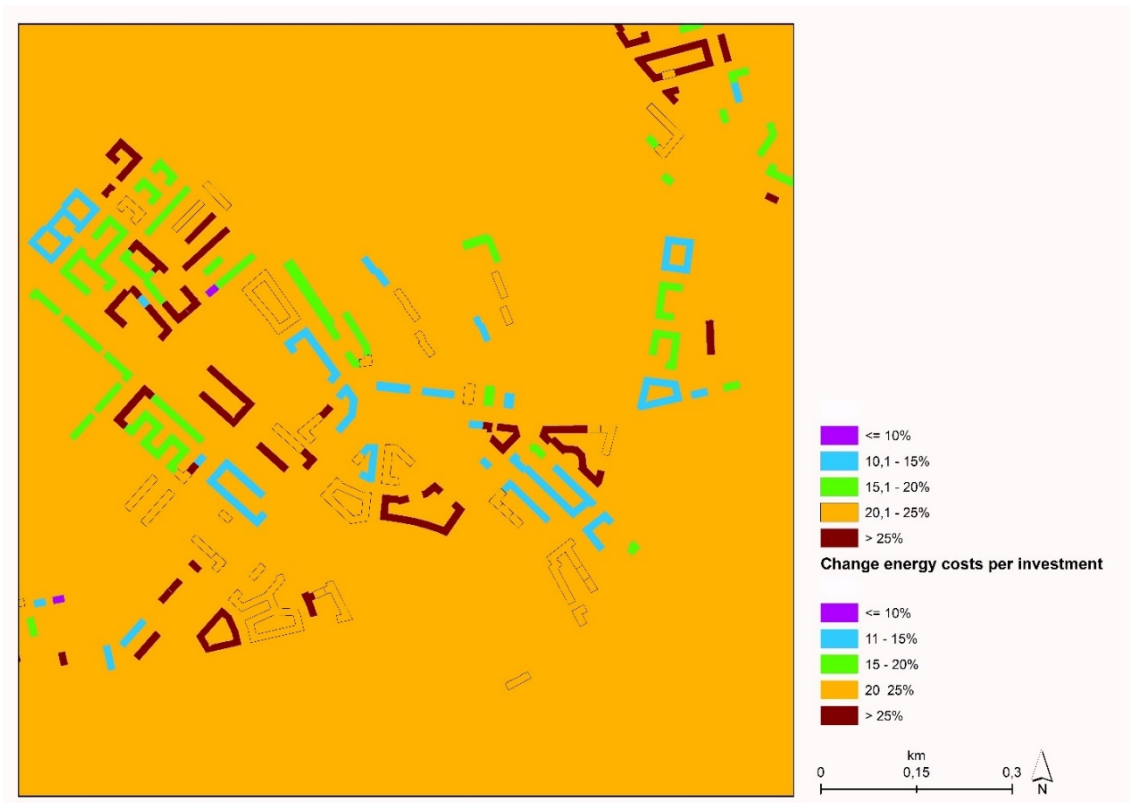 <= 10%
10,1 - 15%
15,1 - 20%
20,1 - 25%
> 25%
Change energy costs per investment
<= 10%
11 - 15%
15 - 20%
20 25%
> 25%
km
0 0,15 0,3
N